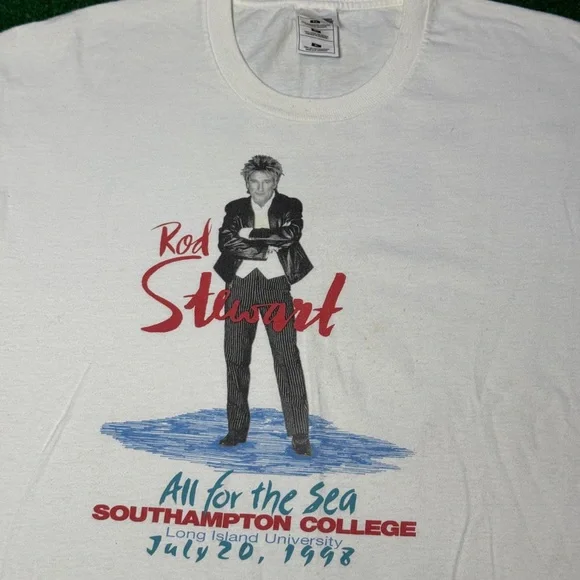 Rod
Stewart
All for the Sea
SOUTHAMPTON COLLEGE
Long Island University
July 20, 1998